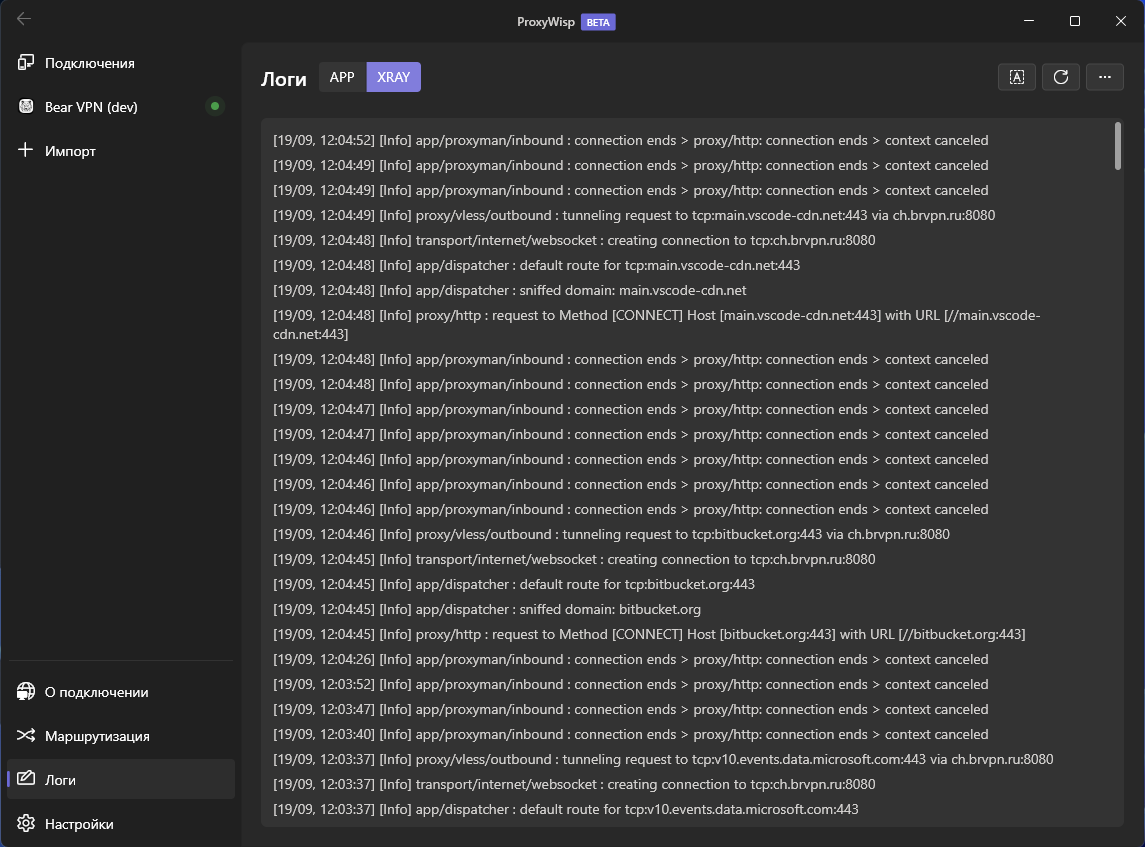 ProxyWisp BETA
Подключения
Bear VPN (dev)
Импорт
О подключении
Маршрутизация
Логи
Настройки
Логи APP XRAY
[19/09, 12:04:52] [Info] app/proxyman/inbound : connection ends > proxy/http: connection ends > context canceled
[19/09, 12:04:49] [Info] app/proxyman/inbound : connection ends > proxy/http: connection ends > context canceled
[19/09, 12:04:49] [Info] app/proxyman/inbound : connection ends > proxy/http: connection ends > context canceled
[19/09, 12:04:49] [Info] proxy/vless/outbound : tunneling request to tcp:main.vscode-cdn.net:443 via ch.brvpn.ru:8080
[19/09, 12:04:48] [Info] transport/internet/websocket : creating connection to tcp:ch.brvpn.ru:8080
[19/09, 12:04:48] [Info] app/dispatcher : default route for tcp:main.vscode-cdn.net:443
[19/09, 12:04:48] [Info] app/dispatcher : sniffed domain: main.vscode-cdn.net
[19/09, 12:04:48] [Info] proxy/http : request to Method [CONNECT] Host [main.vscode-cdn.net:443] with URL [//main.vscode-
cdn.net:443]
[19/09, 12:04:48] [Info] app/proxyman/inbound : connection ends > proxy/http: connection ends > context canceled
[19/09, 12:04:48] [Info] app/proxyman/inbound : connection ends > proxy/http: connection ends > context canceled
[19/09, 12:04:47] [Info] app/proxyman/inbound : connection ends > proxy/http: connection ends > context canceled
[19/09, 12:04:47] [Info] app/proxyman/inbound : connection ends > proxy/http: connection ends > context canceled
[19/09, 12:04:46] [Info] app/proxyman/inbound : connection ends > proxy/http: connection ends > context canceled
[19/09, 12:04:46] [Info] app/proxyman/inbound : connection ends > proxy/http: connection ends > context canceled
[19/09, 12:04:46] [Info] app/proxyman/inbound : connection ends > proxy/http: connection ends > context canceled
[19/09, 12:04:46] [Info] proxy/vless/outbound : tunneling request to tcp:bitbucket.org:443 via ch.brvpn.ru:8080
[19/09, 12:04:45] [Info] transport/internet/websocket : creating connection to tcp:ch.brvpn.ru:8080
[19/09, 12:04:45] [Info] app/dispatcher : default route for tcp:bitbucket.org:443
[19/09, 12:04:45] [Info] app/dispatcher : sniffed domain: bitbucket.org
[19/09, 12:04:45] [Info] proxy/http : request to Method [CONNECT] Host [bitbucket.org:443] with URL [//bitbucket.org:443]
[19/09, 12:04:26] [Info] app/proxyman/inbound : connection ends > proxy/http: connection ends > context canceled
[19/09, 12:03:52] [Info] app/proxyman/inbound : connection ends > proxy/http: connection ends > context canceled
[19/09, 12:03:47] [Info] app/proxyman/inbound : connection ends > proxy/http: connection ends > context canceled
[19/09, 12:03:40] [Info] app/proxyman/inbound : connection ends > proxy/http: connection ends > context canceled
[19/09, 12:03:37] [Info] proxy/vless/outbound : tunneling request to tcp:v10.events.data.microsoft.com:443 via ch.brvpn.ru:8080
[19/09, 12:03:37] [Info] transport/internet/websocket : creating connection to tcp:ch.brvpn.ru:8080
[19/09, 12:03:37] [Info] app/dispatcher : default route for tcp:v10.events.data.microsoft.com:443